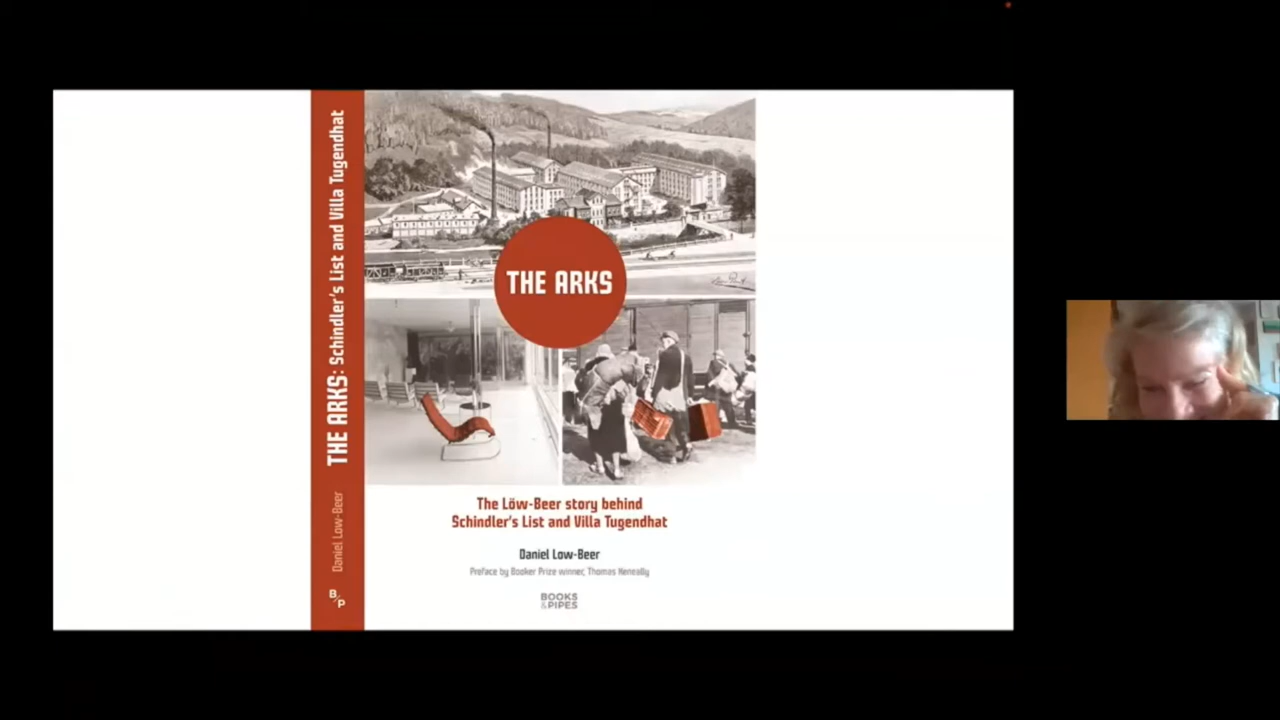 THE ARKS: Schindler's List and Villa Tugendhat
Daniel Low-Beer
B/P
THE ARKS
The Löw-Beer story behind
Schindler's List and Villa Tugendhat
Daniel Low-Beer
Preface by Booker Prize winner, Thomas Keneally
BOOKS
&PIPES